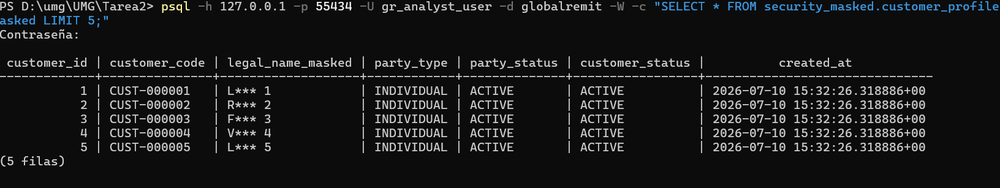 PS D:\umg\UMG\Tarea2> psql -h 127.0.0.1 -p 55434 -U gr_analyst_user -d globalremit -W -c "SELECT * FROM security_masked.customer_profile
asked LIMIT 5;"
Contraseña:
 customer_id | customer_code | legal_name_masked | party_type | party_status | customer_status |          created_at
-------------+---------------+-------------------+------------+--------------+-----------------+-------------------------------
           1 | CUST-000001   | L*** 1            | INDIVIDUAL | ACTIVE       | ACTIVE          | 2026-07-10 15:32:26.318886+00
           2 | CUST-000002   | R*** 2            | INDIVIDUAL | ACTIVE       | ACTIVE          | 2026-07-10 15:32:26.318886+00
           3 | CUST-000003   | F*** 3            | INDIVIDUAL | ACTIVE       | ACTIVE          | 2026-07-10 15:32:26.318886+00
           4 | CUST-000004   | V*** 4            | INDIVIDUAL | ACTIVE       | ACTIVE          | 2026-07-10 15:32:26.318886+00
           5 | CUST-000005   | L*** 5            | INDIVIDUAL | ACTIVE       | ACTIVE          | 2026-07-10 15:32:26.318886+00
(5 filas)